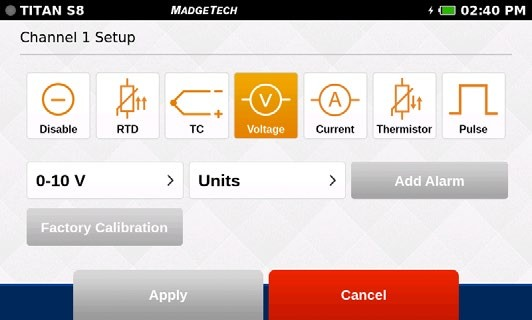 TITAN S8 MADGETECH 02:40 PM
Channel 1 Setup
V
A
Disable RTD TC Voltage Current Thermistor Pulse
0-10 V Units Add Alarm
Factory Calibration
Apply Cancel